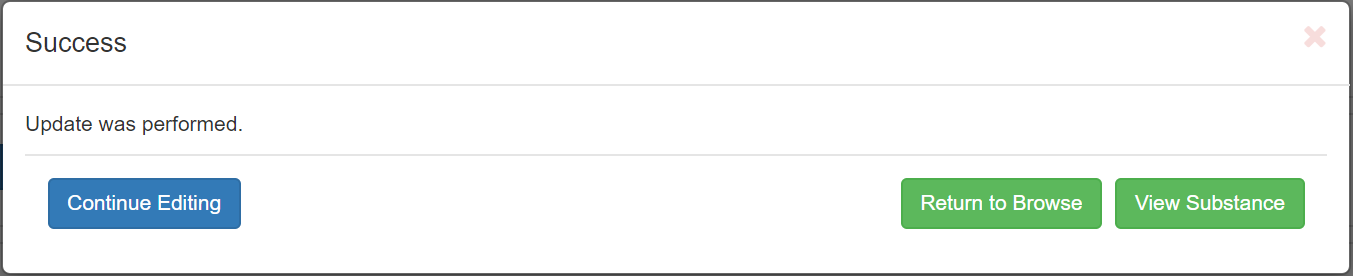 Success
Update was performed.
Continue Editing
Return to Browse
View Substance